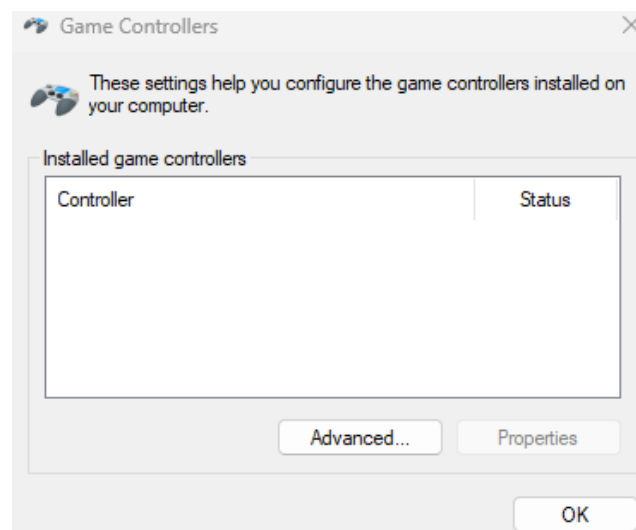 Game Controllers
These settings help you configure the game controllers installed on
your computer.
Installed game controllers
Controller Status
Advanced... Properties
OK